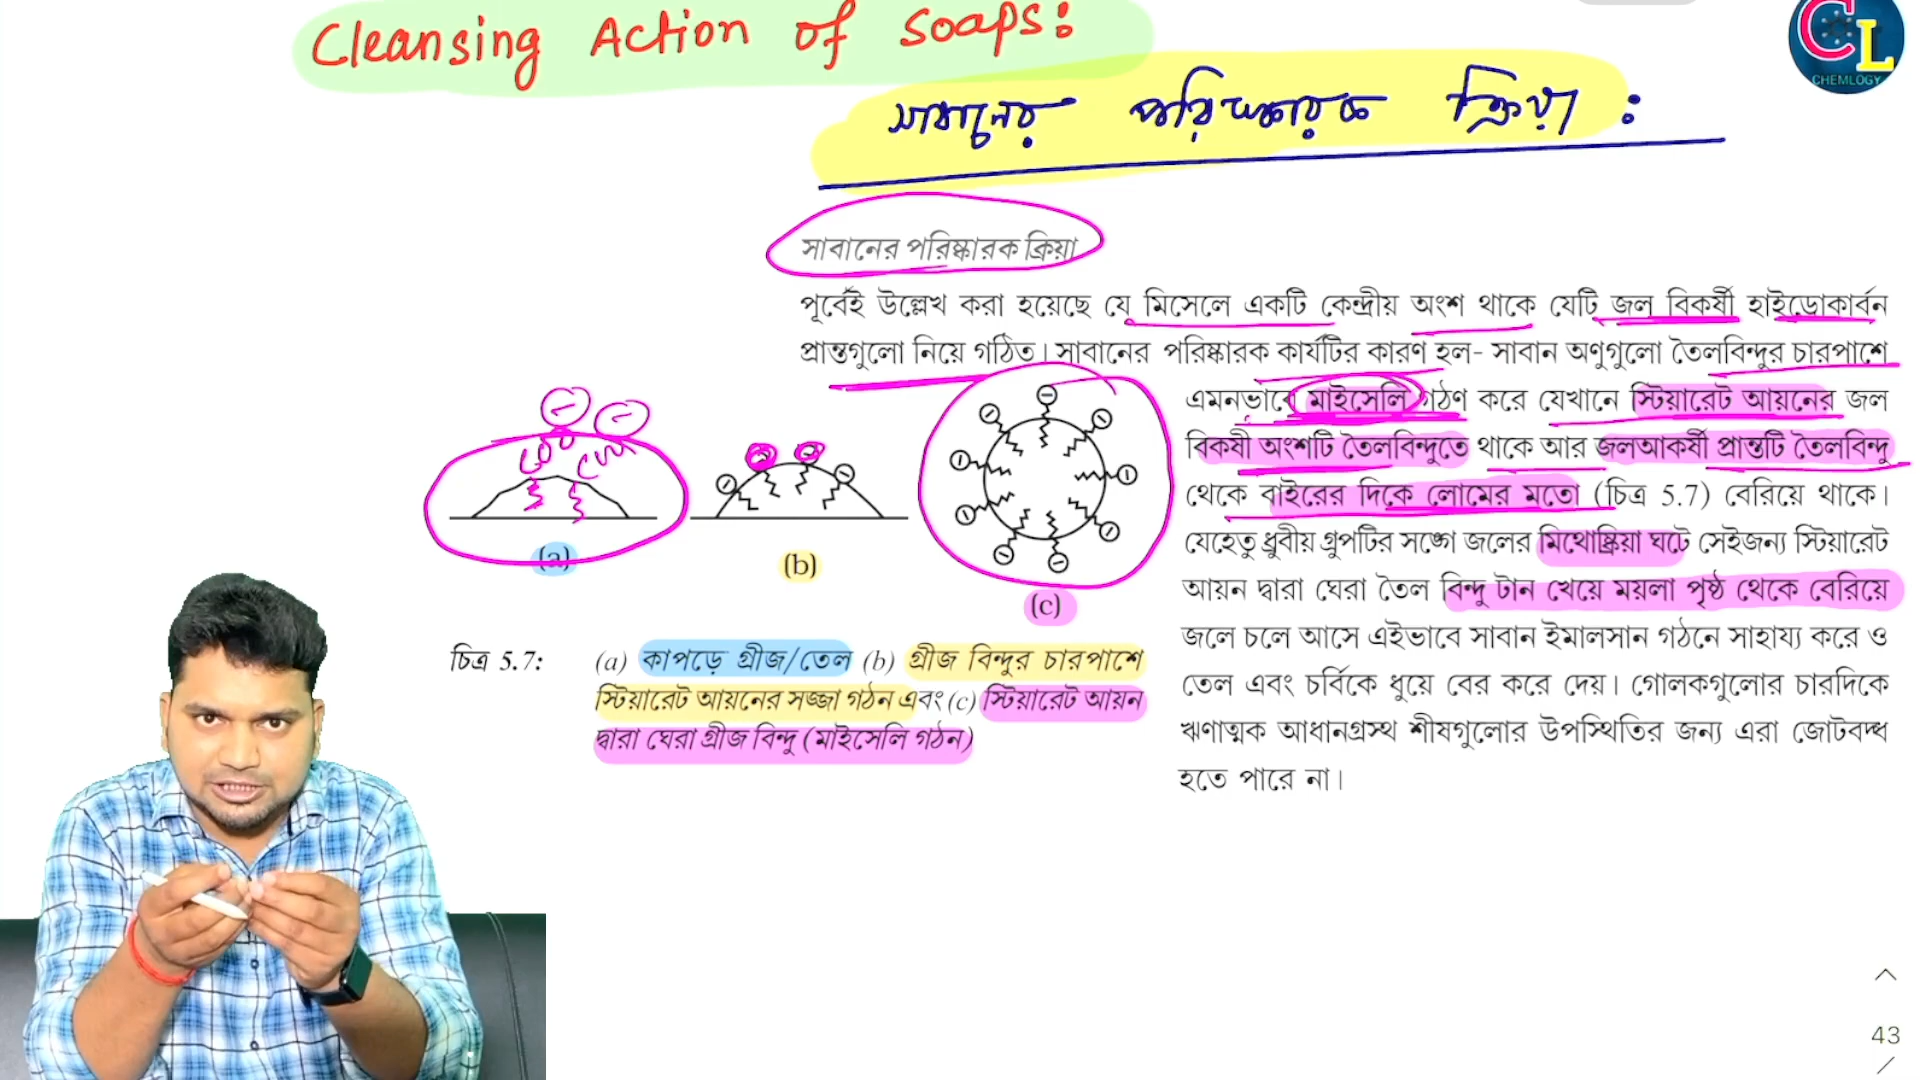 Cleansing Action of soaps:
CL
CHEMLOGY
সাবানের পরিষ্কারক ক্রিয়া :
সাবানের পরিষ্কারক ক্রিয়া
পূর্বেই উল্লেখ করা হয়েছে যে মিসেলে একটি কেন্দ্রীয় অংশ থাকে যেটি জল বিকর্ষী হাইড্রোকার্বন
প্রান্তগুলো নিয়ে গঠিত। সাবানের পরিষ্কারক কার্যটির কারণ হল- সাবান অণুগুলো তৈলবিন্দুর চারপাশে
এমনভাবে মাইসেলি গঠণ করে যেখানে স্টিয়ারেট আয়নের জল
বিকর্ষী অংশটি তৈলবিন্দুতে থাকে আর জলআকর্ষী প্রান্তটি তৈলবিন্দু
থেকে বাইরের দিকে লোমের মতো (চিত্র 5.7) বেরিয়ে থাকে।
যেহেতু ধ্রুবীয় গ্রুপটির সঙ্গে জলের মিথোষ্ক্রিয়া ঘটে সেইজন্য স্টিয়ারেট
আয়ন দ্বারা ঘেরা তৈল বিন্দু টান খেয়ে ময়লা পৃষ্ঠ থেকে বেরিয়ে
জলে চলে আসে এইভাবে সাবান ইমালসান গঠনে সাহায্য করে ও
তেল এবং চর্বিকে ধুয়ে বের করে দেয়। গোলকগুলোর চারদিকে
ঋণাত্মক আধানগ্রস্থ শীষগুলোর উপস্থিতির জন্য এরা জোটবদ্ধ
হতে পারে না।
(a)
(b)
(c)
চিত্র 5.7: (a) কাপড়ে গ্রীজ/তেল (b) গ্রীজ বিন্দুর চারপাশে
স্টিয়ারেট আয়নের সজ্জা গঠন এবং (c) স্টিয়ারেট আয়ন
দ্বারা ঘেরা গ্রীজ বিন্দু (মাইসেলি গঠন)
43